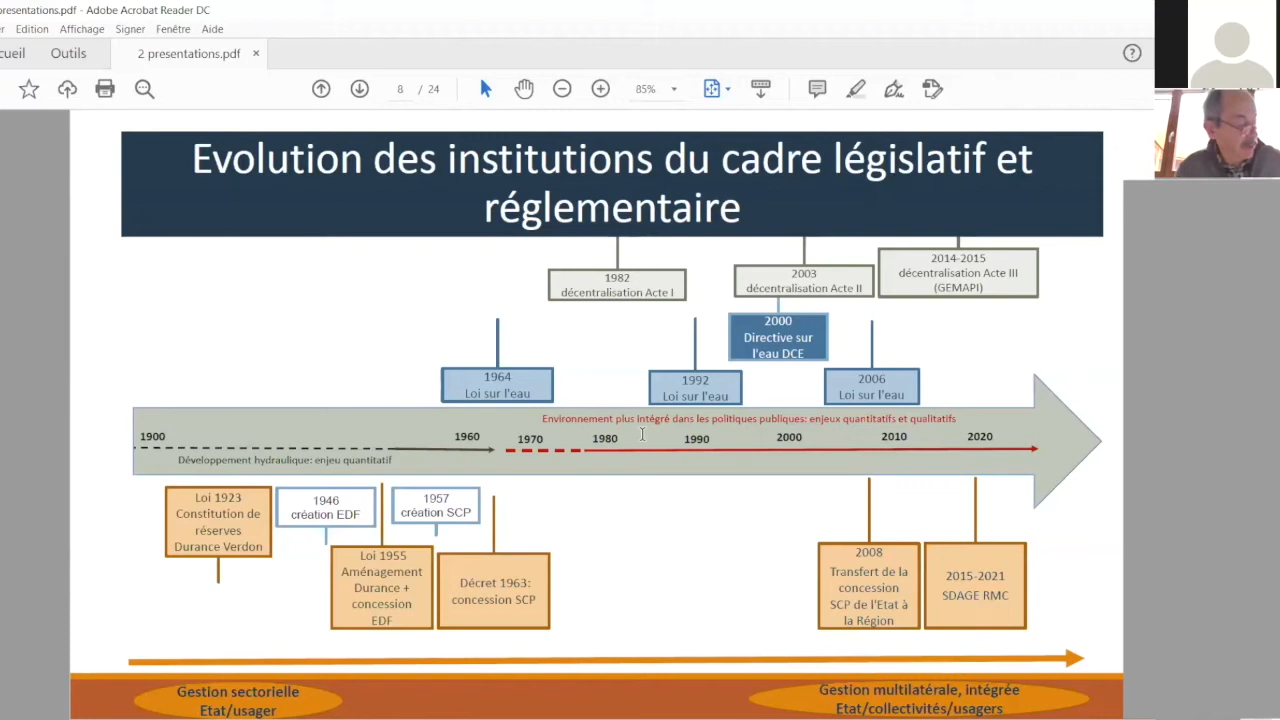 presentations.pdf - Adobe Acrobat Reader DC
Edition Affichage Signer Fenêtre Aide
cueil Outils 2 presentations.pdf ×
8 / 24 85%
Evolution des institutions du cadre législatif et
réglementaire
1982
décentralisation Acte I
2003
décentralisation Acte II
2014-2015
décentralisation Acte III
(GEMAPI)
2000
Directive sur
l'eau DCE
1964
Loi sur l'eau
1992
Loi sur l'eau
2006
Loi sur l'eau
Environnement plus intégré dans les politiques publiques: enjeux quantitatifs et qualitatifs
1900 1960 1970 1980 1990 2000 2010 2020
Développement hydraulique: enjeu quantitatif
Loi 1923
Constitution de
réserves
Durance Verdon
1946
création EDF
1957
création SCP
Loi 1955
Aménagement
Durance +
concession
EDF
Décret 1963:
concession SCP
2008
Transfert de la
concession
SCP de l'Etat à
la Région
2015-2021
SDAGE RMC
Gestion sectorielle
Etat/usager
Gestion multilatérale, intégrée
Etat/collectivités/usagers